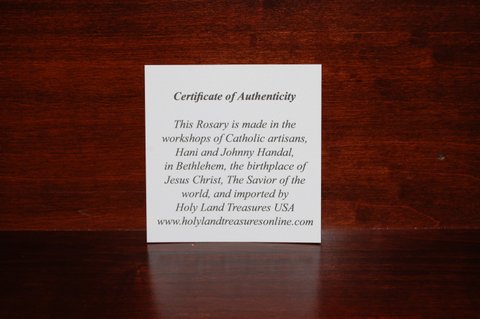 Certificate of Authenticity
This Rosary is made in the
workshops of Catholic artisans,
Hani and Johnny Handal,
in Bethlehem, the birthplace of
Jesus Christ, The Savior of the
world, and imported by
Holy Land Treasures USA
www.holylandtreasuresonline.com